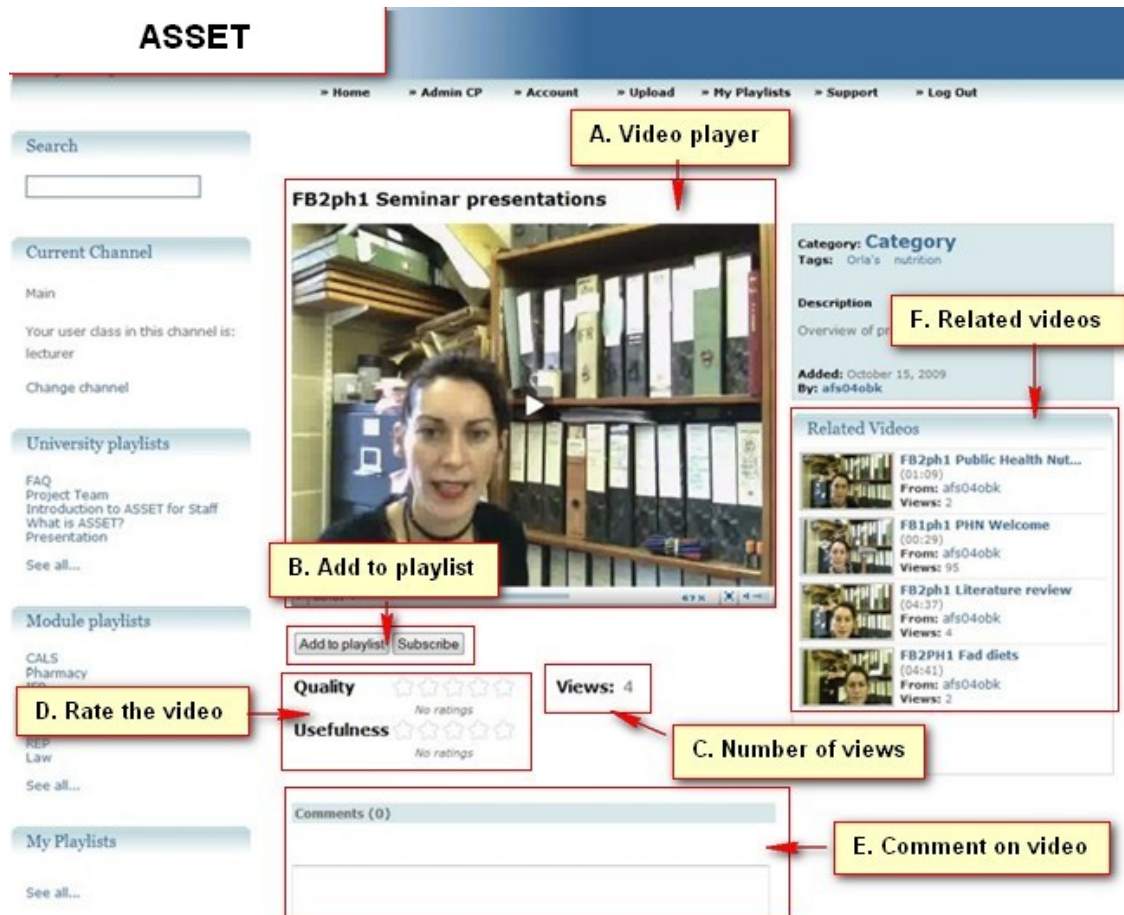 ASSET
» Home » Admin CP » Account » Upload » My Playlists » Support » Log Out
A. Video player
Search
Current Channel
Main
Your user class in this channel is:
lecturer
Change channel
University playlists
FAQ
Project Team
Introduction to ASSET for Staff
What is ASSET?
Presentation
See all...
Module playlists
CALS
Pharmacy
REP
Law
See all...
My Playlists
See all...
FB2ph1 Seminar presentations
B. Add to playlist
Add to playlist Subscribe
D. Rate the video
Quality
No ratings
Usefulness
No ratings
Views: 4
C. Number of views
Comments (0)
E. Comment on video
Category: Category
Tags: Orla's nutrition
Description
Overview of
F. Related videos
Added: October 15, 2009
By: afs04obk
Related Videos
FB2ph1 Public Health Nut...
(01:09)
From: afs04obk
Views: 2
FB1ph1 PHN Welcome
(00:29)
From: afs04obk
Views: 95
FB2ph1 Literature review
(04:37)
From: afs04obk
Views: 4
FB2PH1 Fad diets
(04:41)
From: afs04obk
Views: 2